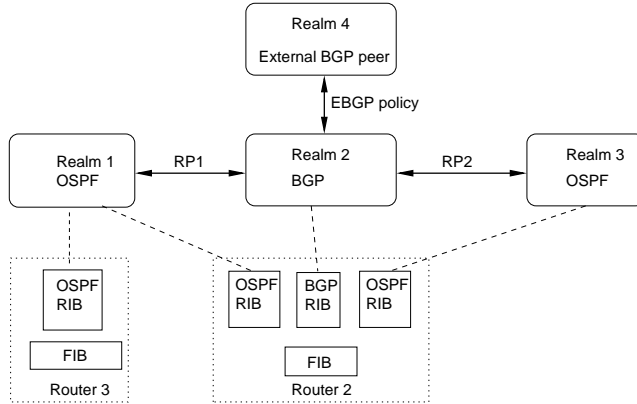 Realm 4
External BGP peer
EBGP policy
Realm 1
OSPF
RP1
Realm 2
BGP
RP2
Realm 3
OSPF
OSPF
RIB
FIB
Router 3
OSPF
RIB
BGP
RIB
OSPF
RIB
FIB
Router 2